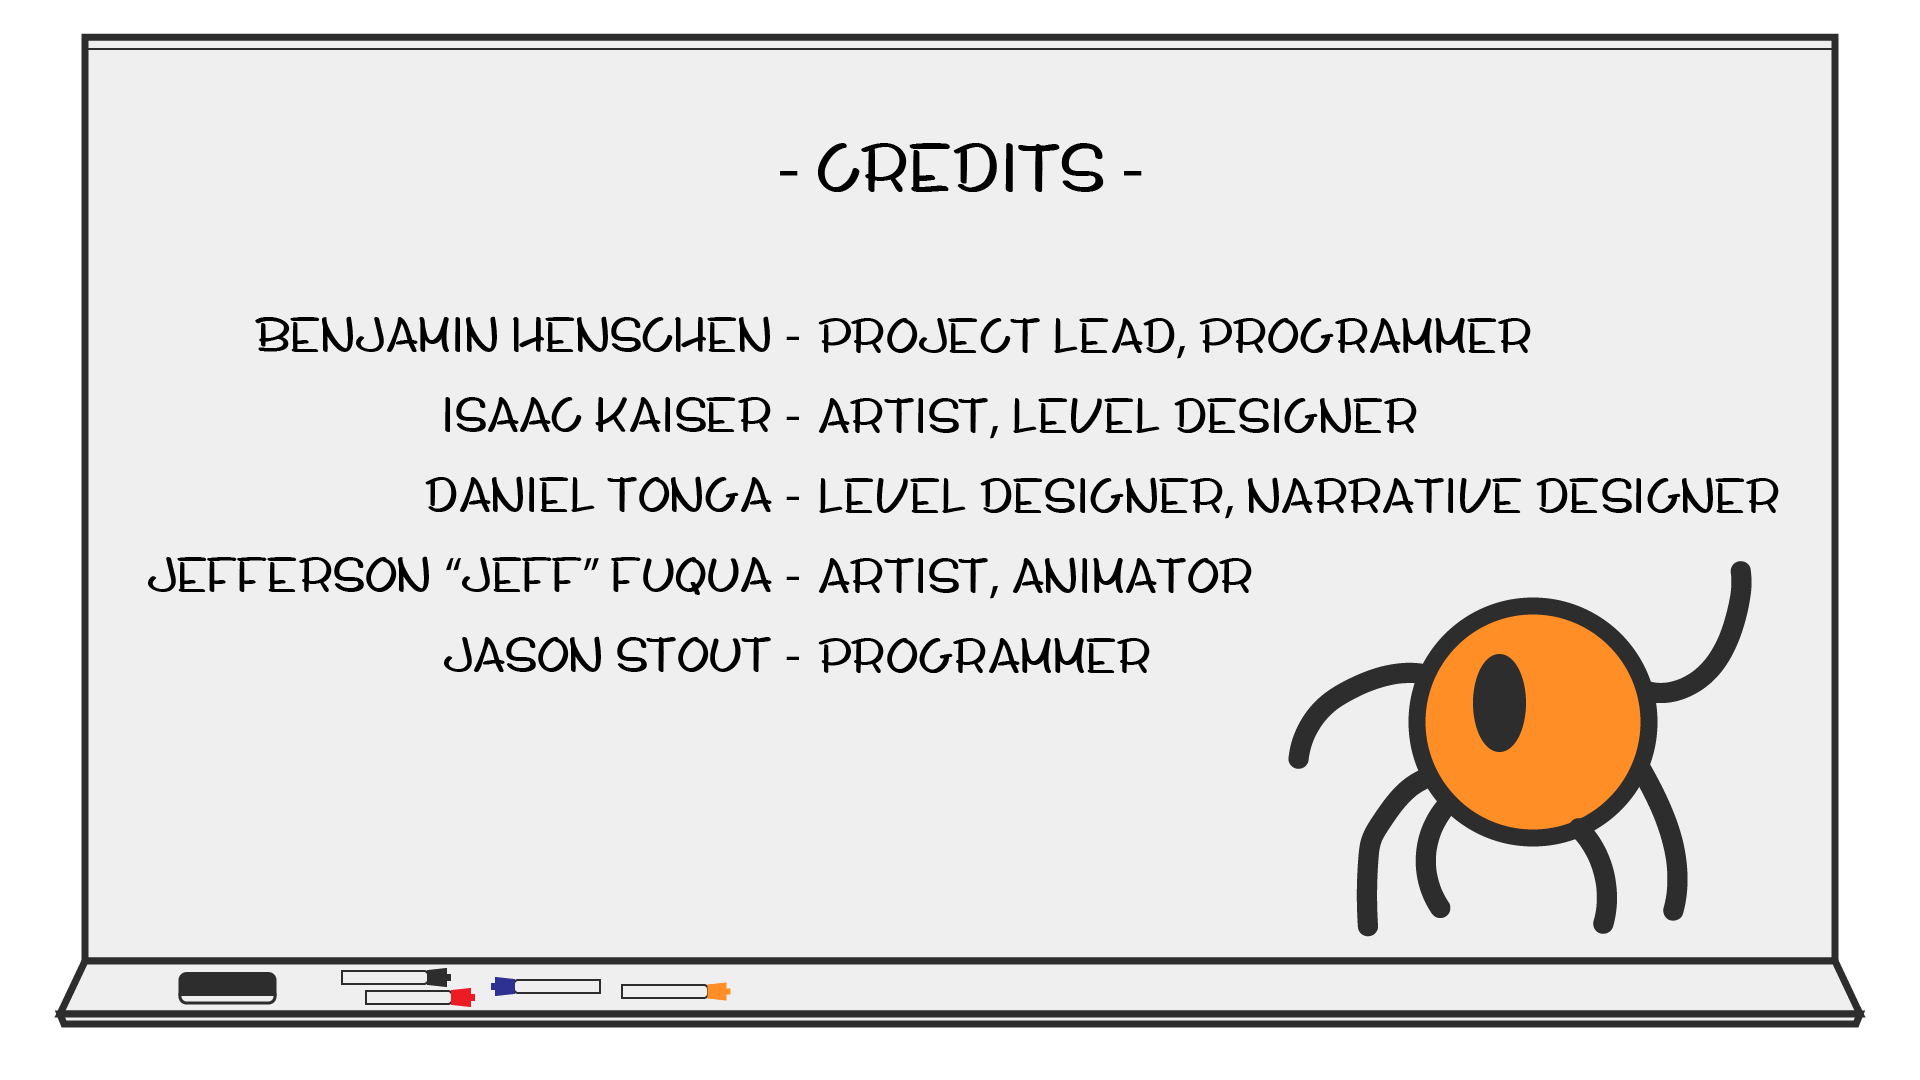 - CREDITS -
BENJAMIN HENSCHEN - PROJECT LEAD, PROGRAMMER
ISAAC KAISER - ARTIST, LEVEL DESIGNER
DANIEL TONGA - LEVEL DESIGNER, NARRATIVE DESIGNER
JEFFERSON “JEFF” FUQUA - ARTIST, ANIMATOR
JASON STOUT - PROGRAMMER